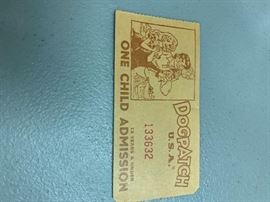 DOGPATCH
U.S.A.
133632
12 YEARS & UNDER
ONE CHILD ADMISSION